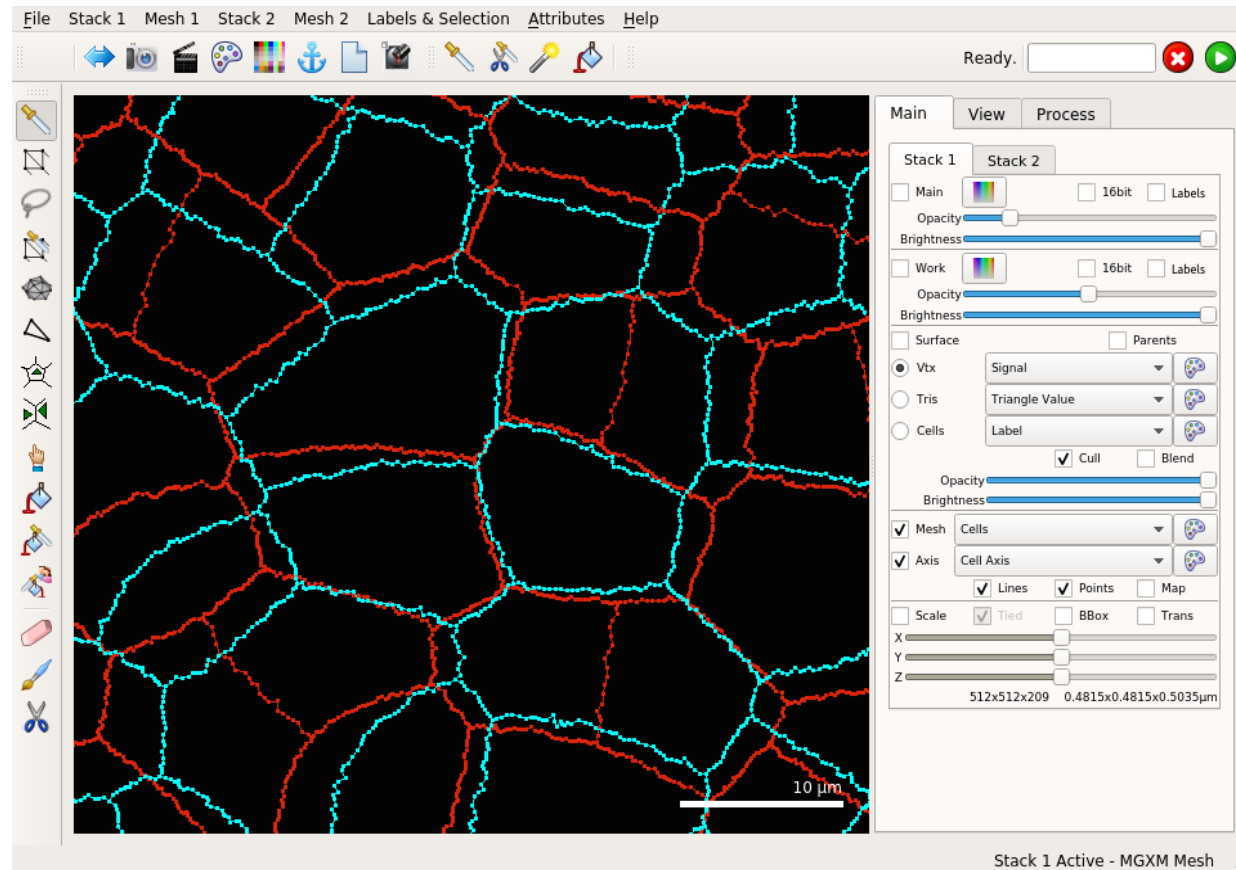 File Stack 1 Mesh 1 Stack 2 Mesh 2 Labels & Selection Attributes Help
Ready.
Main View Process
Stack 1 Stack 2
Main 16bit Labels
Opacity
Brightness
Work 16bit Labels
Opacity
Brightness
Surface Parents
Vtx Signal
Tris Triangle Value
Cells Label
Cull Blend
Opacity
Brightness
Mesh Cells
Axis Cell Axis
Lines Points Map
Scale Tied BBox Trans
X
Y
Z
512x512x209 0.4815x0.4815x0.5035µm
10 µm
Stack 1 Active - MGXM Mesh